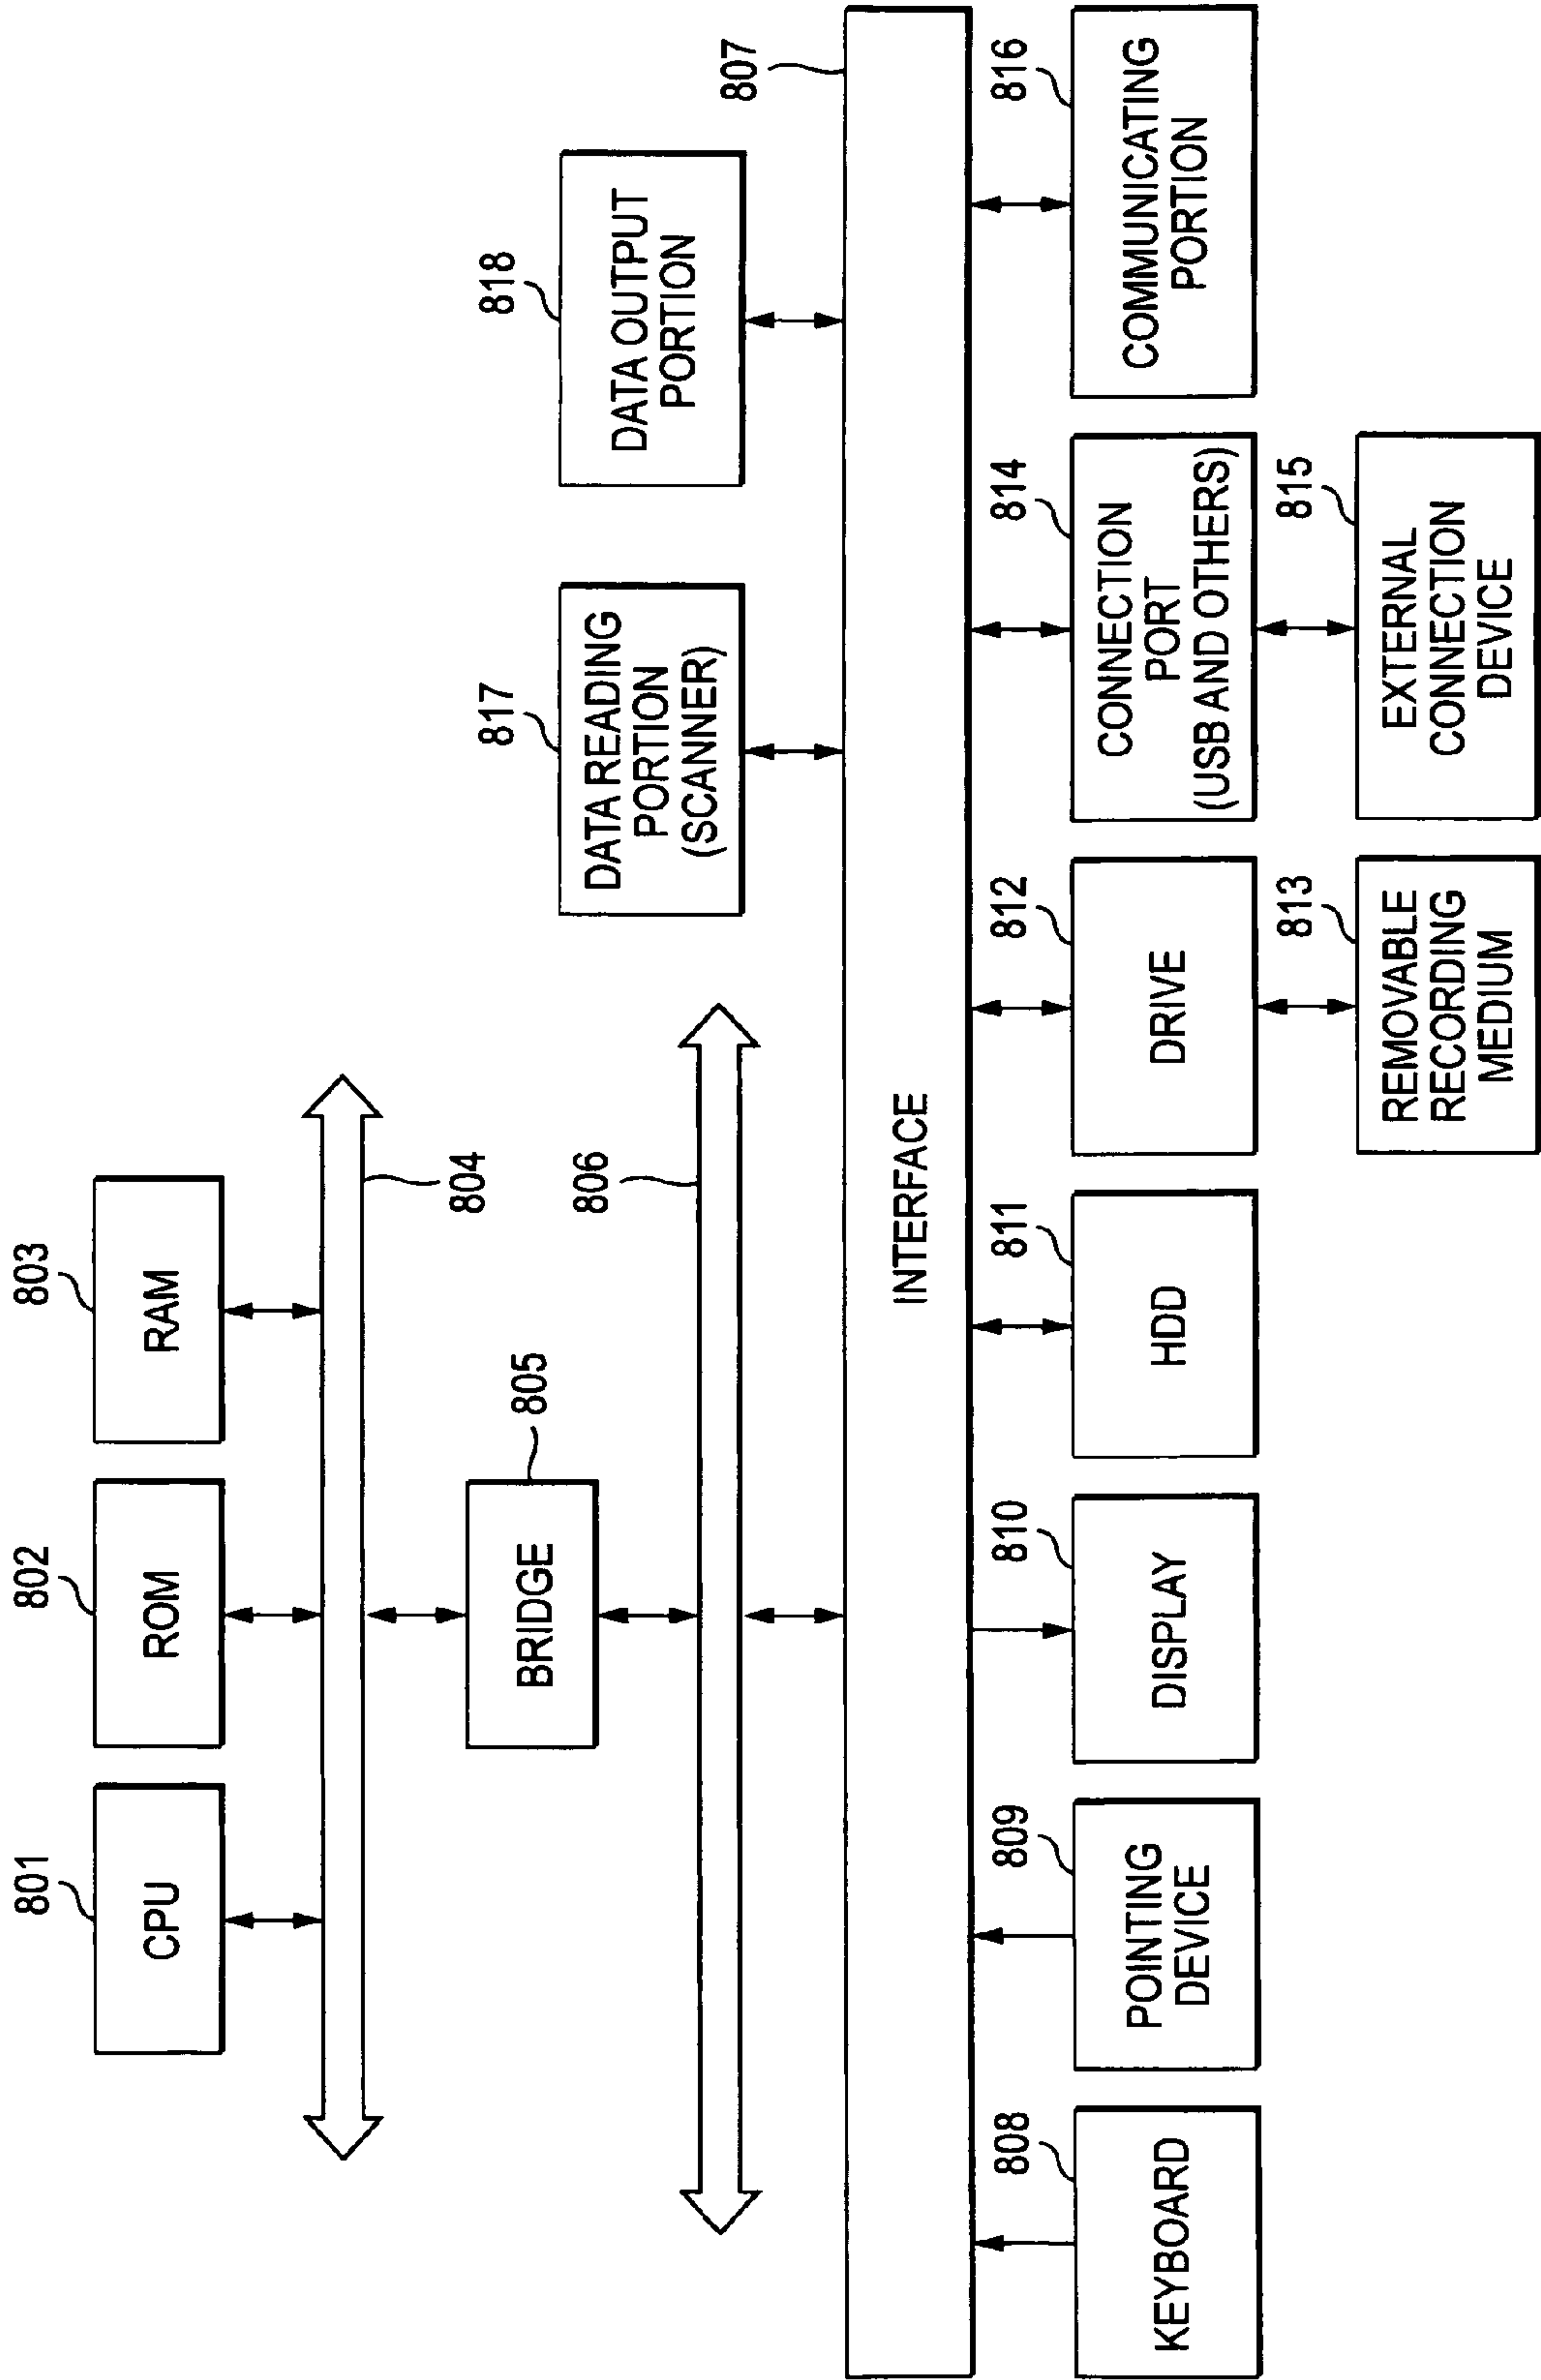 801
CPU
802
ROM
803
RAM
804
805
BRIDGE
806
817
DATA READING
PORTION
(SCANNER)
818
DATA OUTPUT
PORTION
807
INTERFACE
808
KEYBOARD
809
POINTING
DEVICE
810
DISPLAY
811
HDD
812
DRIVE
813
REMOVABLE
RECORDING
MEDIUM
814
CONNECTION
PORT
(USB AND OTHERS)
815
EXTERNAL
CONNECTION
DEVICE
816
COMMUNICATING
PORTION